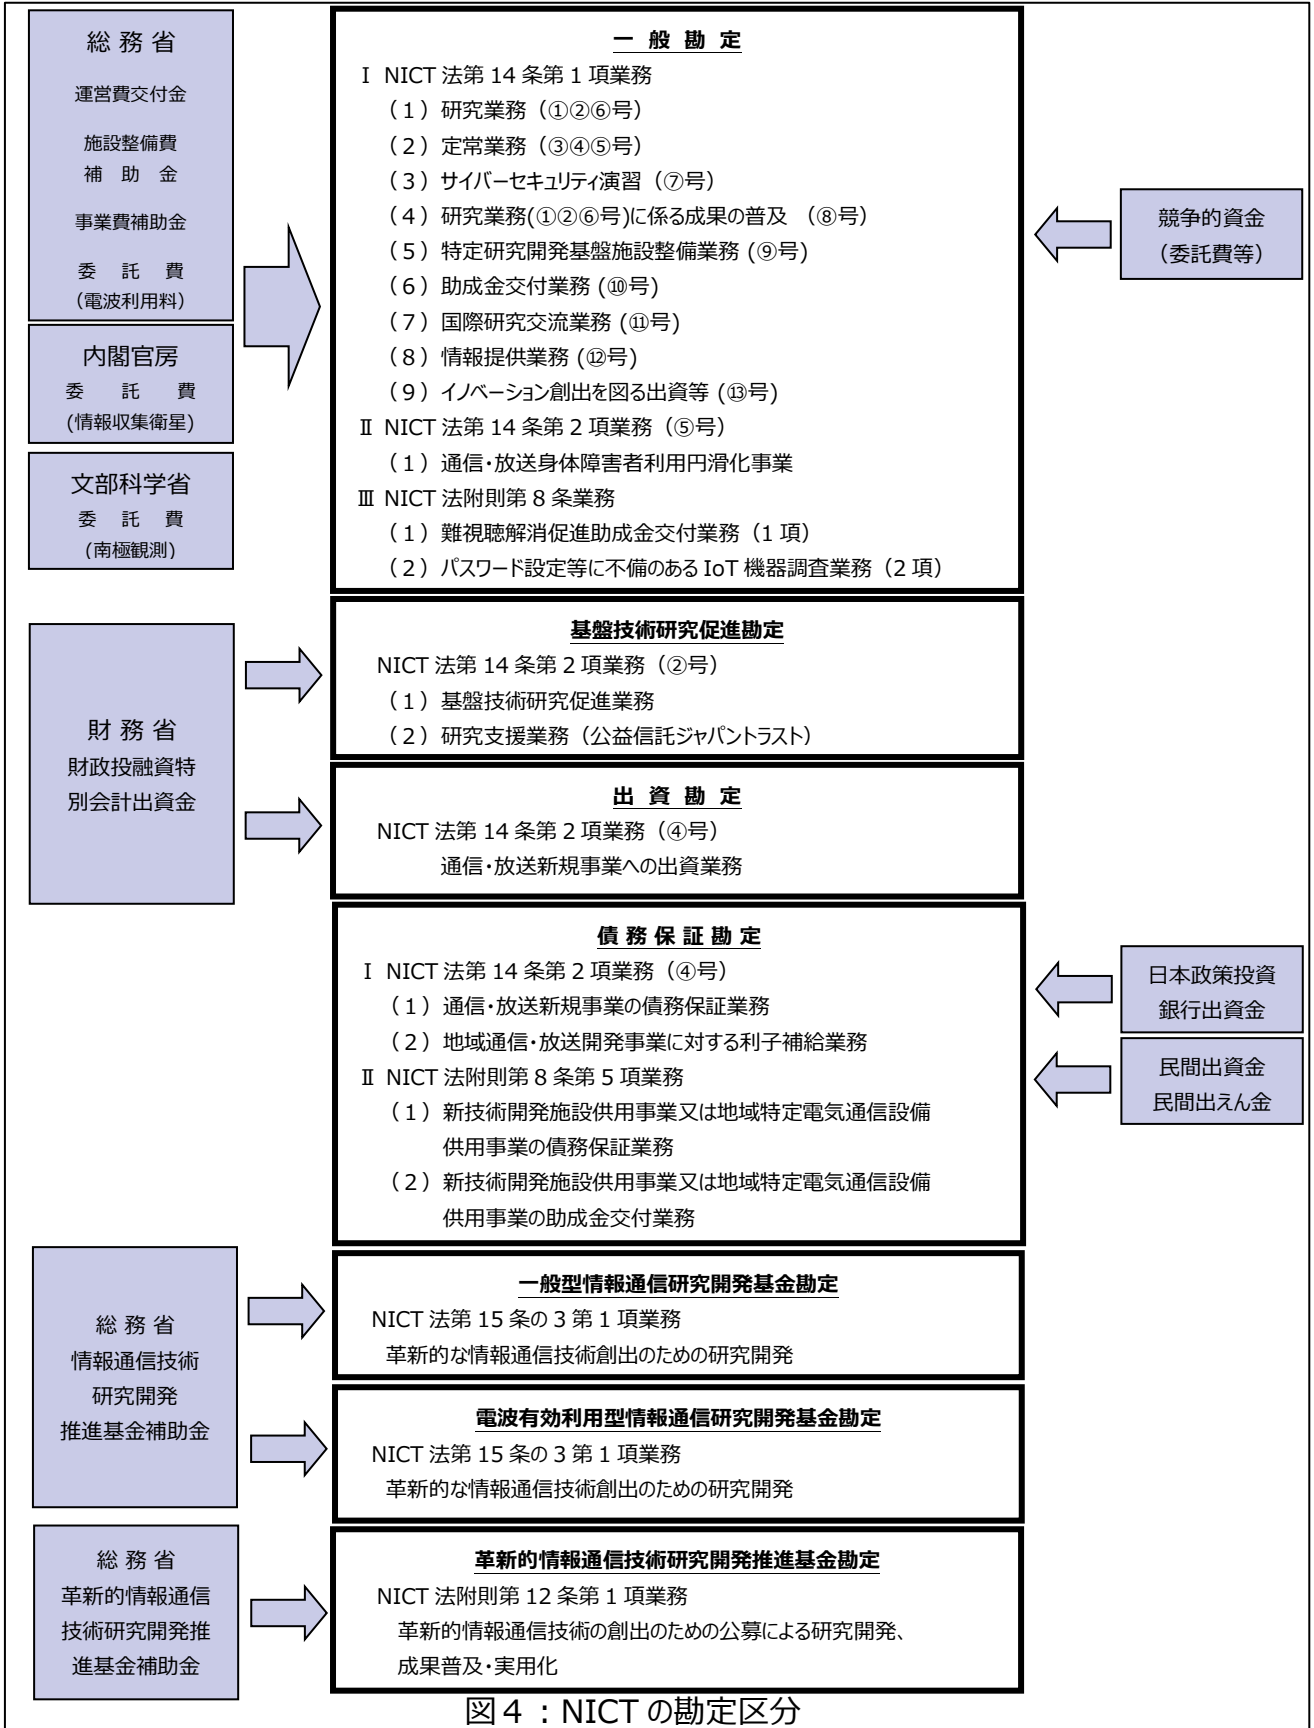 総 務 省
運営費交付金
施設整備費
補 助 金
事業費補助金
委 託 費
(電波利用料)
内閣官房
委 託 費
(情報収集衛星)
文部科学省
委 託 費
(南極観測)
一 般 勘 定
Ⅰ NICT 法第 14 条第 1 項業務
（1）研究業務（①②⑥号）
（2）定常業務（③④⑤号）
（3）サイバーセキュリティ演習（⑦号）
（4）研究業務(①②⑥号)に係る成果の普及 （⑧号）
（5）特定研究開発基盤施設整備業務 (⑨号)
（6）助成金交付業務 (⑩号)
（7）国際研究交流業務 (⑪号)
（8）情報提供業務 (⑫号)
（9）イノベーション創出を図る出資等 (⑬号)
Ⅱ NICT 法第 14 条第 2 項業務（⑤号）
（1）通信・放送身体障害者利用円滑化事業
Ⅲ NICT 法附則第 8 条業務
（1）難視聴解消促進助成金交付業務（1 項）
（2）パスワード設定等に不備のある IoT 機器調査業務（2 項）
競争的資金
（委託費等）
財 務 省
財政投融資特
別会計出資金
基盤技術研究促進勘定
NICT 法第 14 条第 2 項業務（②号）
（1）基盤技術研究促進業務
（2）研究支援業務（公益信託ジャパントラスト）
出 資 勘 定
NICT 法第 14 条第 2 項業務（④号）
通信・放送新規事業への出資業務
債 務 保 証 勘 定
Ⅰ NICT 法第 14 条第 2 項業務（④号）
（1）通信・放送新規事業の債務保証業務
（2）地域通信・放送開発事業に対する利子補給業務
Ⅱ NICT 法附則第 8 条第 5 項業務
（1）新技術開発施設供用事業又は地域特定電気通信設備
供用事業の債務保証業務
（2）新技術開発施設供用事業又は地域特定電気通信設備
供用事業の助成金交付業務
日本政策投資
銀行出資金
民間出資金
民間出えん金
総 務 省
情報通信技術
研究開発
推進基金補助金
一般型情報通信研究開発基金勘定
NICT 法第 15 条の 3 第 1 項業務
革新的な情報通信技術創出のための研究開発
電波有効利用型情報通信研究開発基金勘定
NICT 法第 15 条の 3 第 1 項業務
革新的な情報通信技術創出のための研究開発
総 務 省
革新的情報通信
技術研究開発推
進基金補助金
革新的情報通信技術研究開発推進基金勘定
NICT 法附則第 12 条第 1 項業務
革新的情報通信技術の創出のための公募による研究開発、
成果普及・実用化
図４：NICT の勘定区分